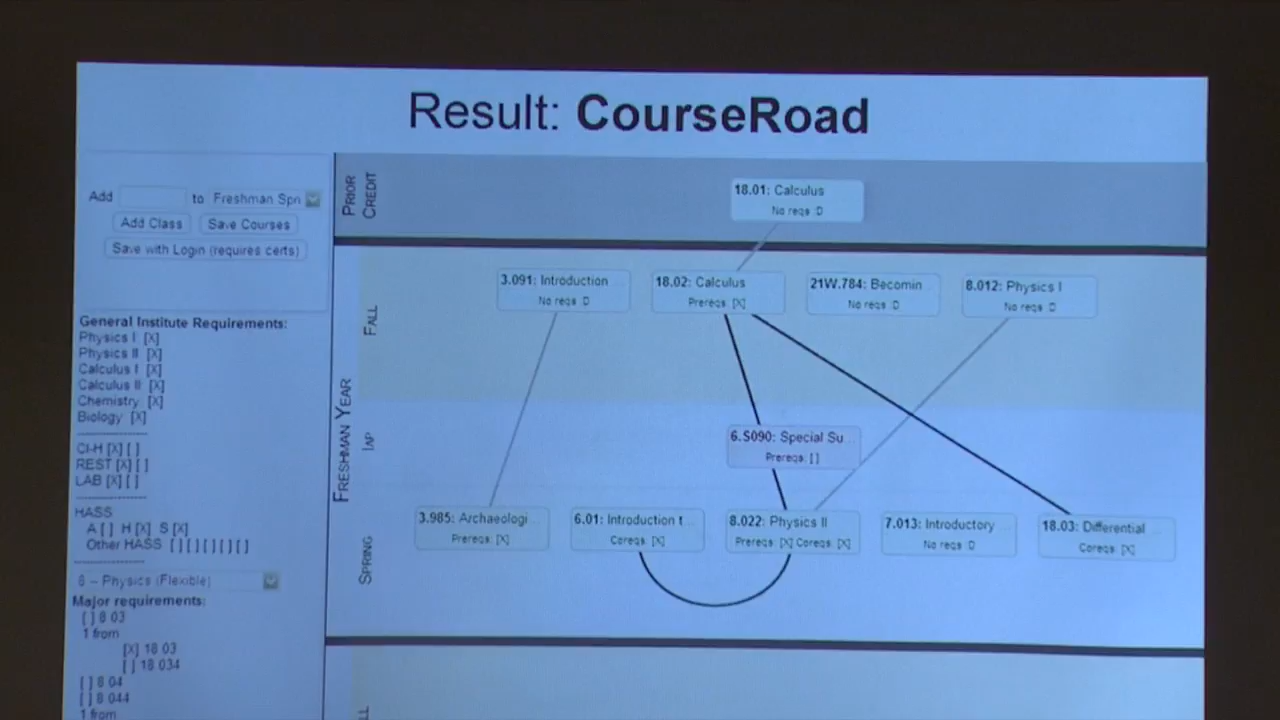 Result: CourseRoad
Add to Freshman Spri
Add Class Save Courses
Save with Login (requires certs)
General Institute Requirements:
Physics I [X]
Physics II [X]
Calculus I [X]
Calculus II [X]
Chemistry [X]
Biology [X]
CI-H [X] [ ]
REST [X] [ ]
LAB [X] [ ]
HASS
A [ ] H [X] S [X]
Other HASS [ ] [ ] [ ] [ ] [ ]
8 – Physics (Flexible)
Major requirements:
[ ] 8 03
1 from
[X] 18 03
[ ] 18 034
[ ] 8 04
[ ] 8 044
1 from
PRIOR CREDIT
18.01: Calculus
No reqs :D
FRESHMAN YEAR
FALL
3.091: Introduction
No reqs :D
18.02: Calculus
Prereqs: [X]
21W.784: Becomin...
No reqs :D
8.012: Physics I
No reqs :D
IAP
6.S090: Special Su...
Prereqs: [ ]
SPRING
3.985: Archaeologi...
Prereqs: [X]
6.01: Introduction t...
Coreqs: [X]
8.022: Physics II
Prereqs: [X] Coreqs: [X]
7.013: Introductory ...
No reqs :D
18.03: Differential ...
Coreqs: [X]
LL